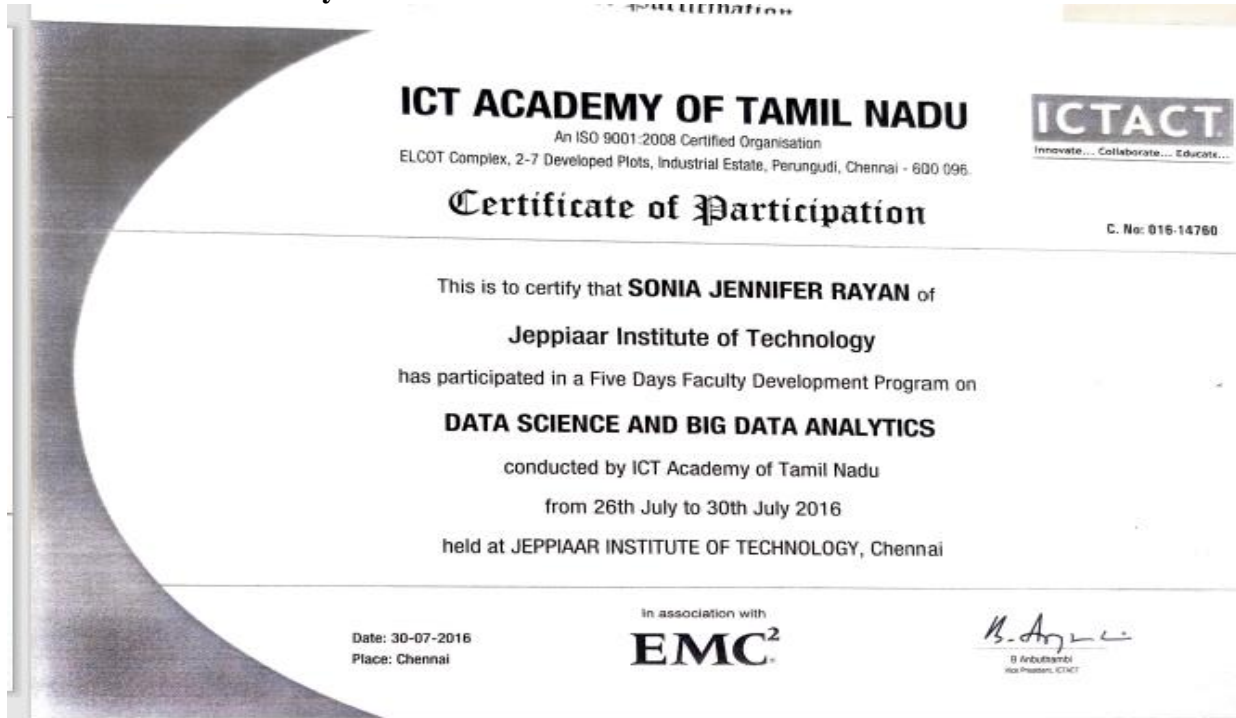 ICT ACADEMY OF TAMIL NADU
An ISO 9001:2008 Certified Organisation
ELCOT Complex, 2-7 Developed Plots, Industrial Estate, Perungudi, Chennai - 600 096.
ICTACT
Innovate... Collaborate... Educate...
Certificate of Participation
C. No: 016-14760
This is to certify that SONIA JENNIFER RAYAN of
Jeppiaar Institute of Technology
has participated in a Five Days Faculty Development Program on
DATA SCIENCE AND BIG DATA ANALYTICS
conducted by ICT Academy of Tamil Nadu
from 26th July to 30th July 2016
held at JEPPIAAR INSTITUTE OF TECHNOLOGY, Chennai
Date: 30-07-2016
Place: Chennai
In association with
EMC²
B Anbuthambi
Vice President, ICTACT